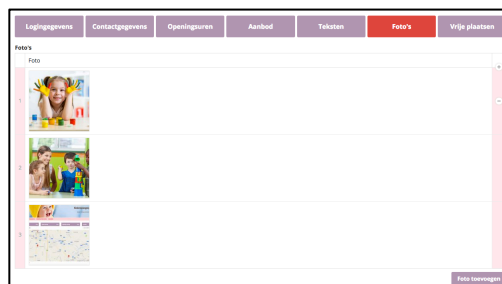 Logingegevens Contactgegevens Openingsuren Aanbod Teksten Foto's Vrije plaatsen
Foto's
Foto
1
2
3
Foto toevoegen